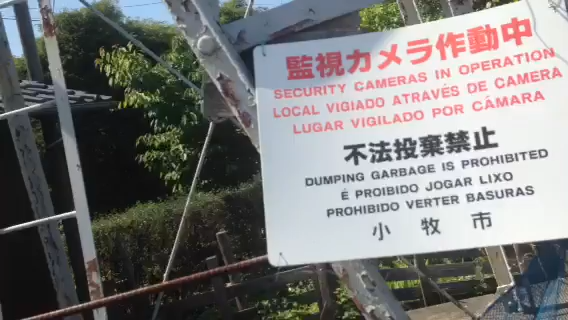 監視カメラ作動中
SECURITY CAMERAS IN OPERATION
LOCAL VIGIADO ATRAVÉS DE CAMERA
LUGAR VIGILADO POR CÁMARA
不法投棄禁止
DUMPING GARBAGE IS PROHIBITED
É PROIBIDO JOGAR LIXO
PROHIBIDO VERTER BASURAS
小牧市